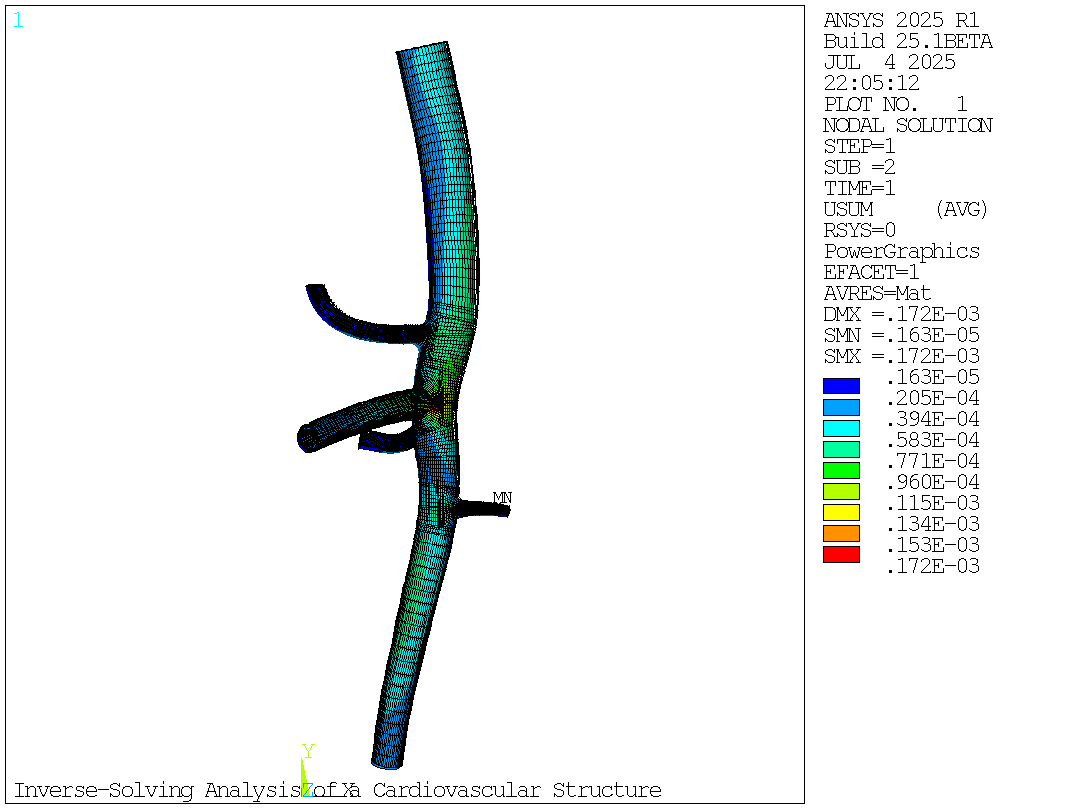 1
ANSYS 2025 R1
Build 25.1BETA
JUL 4 2025
22:05:12
PLOT NO. 1
NODAL SOLUTION
STEP=1
SUB =2
TIME=1
USUM (AVG)
RSYS=0
PowerGraphics
EFACET=1
AVRES=Mat
DMX =.172E-03
SMN =.163E-05
SMX =.172E-03
.163E-05
.205E-04
.394E-04
.583E-04
.771E-04
.960E-04
.115E-03
.134E-03
.153E-03
.172E-03
MN
Y
Z X
Inverse-Solving Analysis of a Cardiovascular Structure